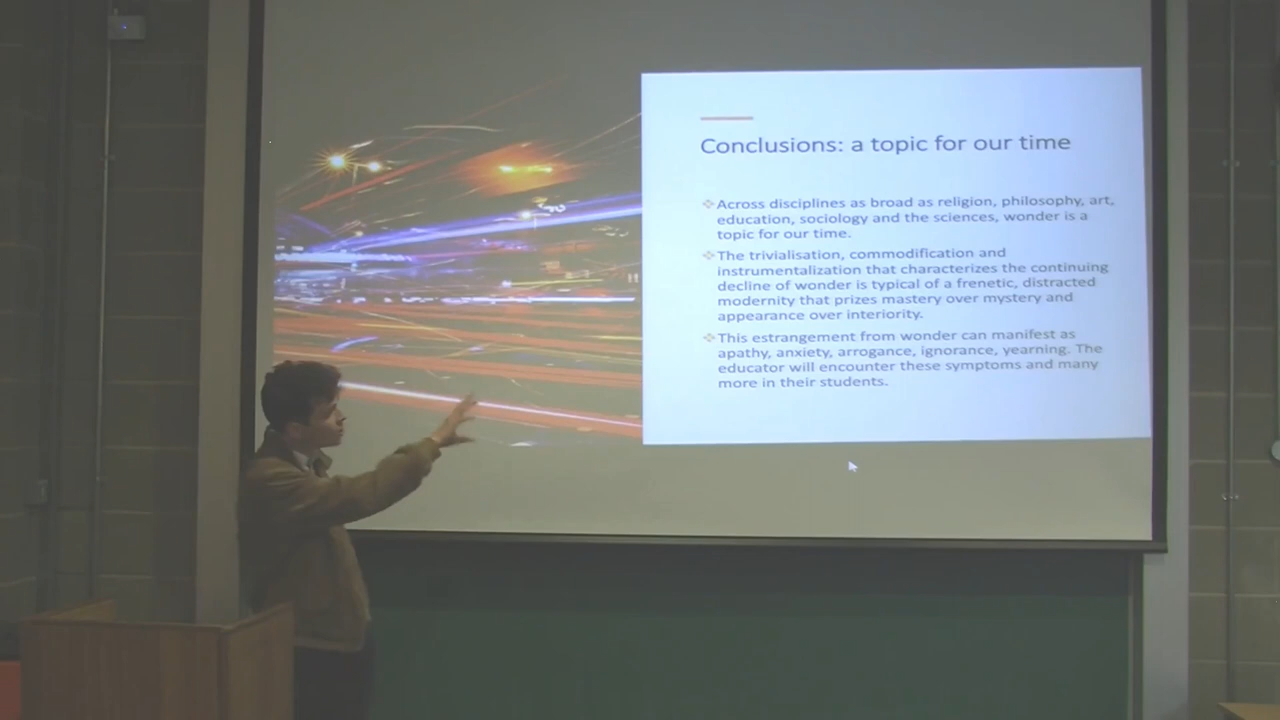 Conclusions: a topic for our time
Across disciplines as broad as religion, philosophy, art,
education, sociology and the sciences, wonder is a
topic for our time.
The trivialisation, commodification and
instrumentalization that characterizes the continuing
decline of wonder is typical of a frenetic, distracted
modernity that prizes mastery over mystery and
appearance over interiority.
This estrangement from wonder can manifest as
apathy, anxiety, arrogance, ignorance, yearning. The
educator will encounter these symptoms and many
more in their students.